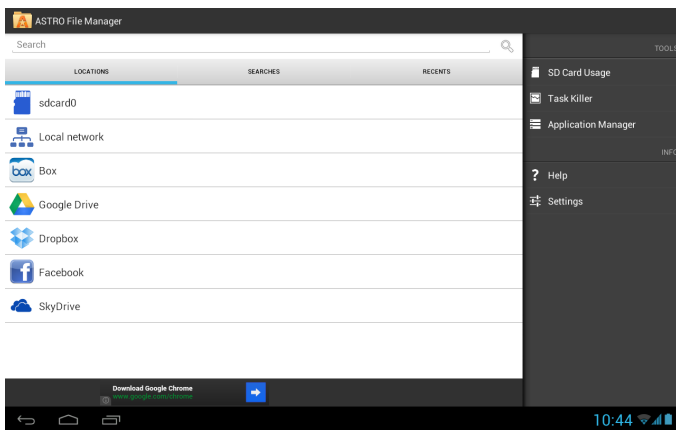 ASTRO File Manager
Search
LOCATIONS SEARCHES RECENTS
sdcard0
Local network
box Box
Google Drive
Dropbox
f Facebook
SkyDrive
TOOLS
SD Card Usage
Task Killer
Application Manager
INFO
? Help
Settings
Download Google Chrome
www.google.com/chrome
10:44